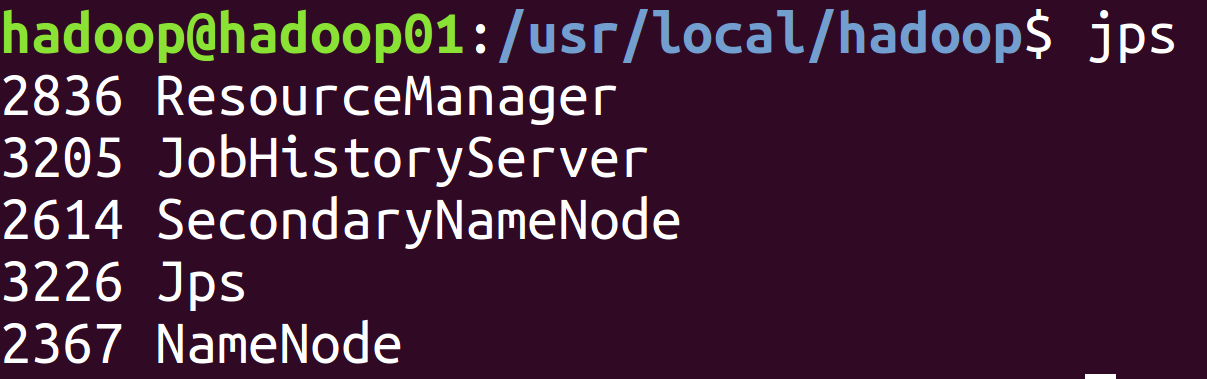 hadoop@hadoop01:/usr/local/hadoop$ jps
2836 ResourceManager
3205 JobHistoryServer
2614 SecondaryNameNode
3226 Jps
2367 NameNode